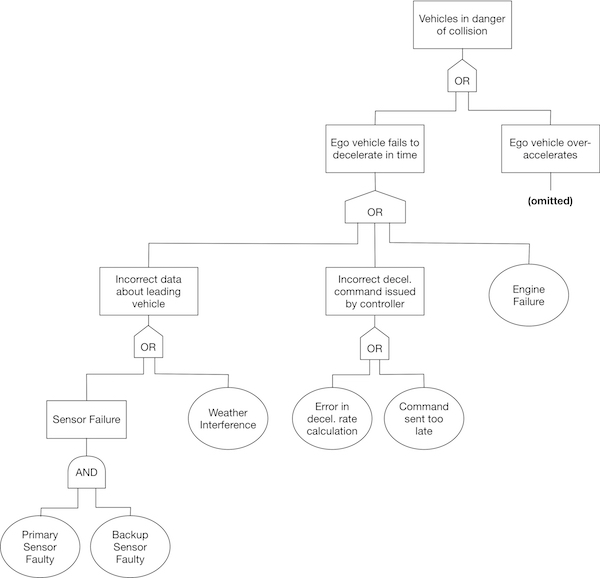 Vehicles in danger
of collision
OR
Ego vehicle fails to
decelerate in time
Ego vehicle over-
accelerates
(omitted)
OR
Incorrect data
about leading
vehicle
Incorrect decel.
command issued
by controller
Engine
Failure
OR
OR
Sensor Failure
Weather
Interference
Error in
decel. rate
calculation
Command
sent too
late
AND
Primary
Sensor
Faulty
Backup
Sensor
Faulty